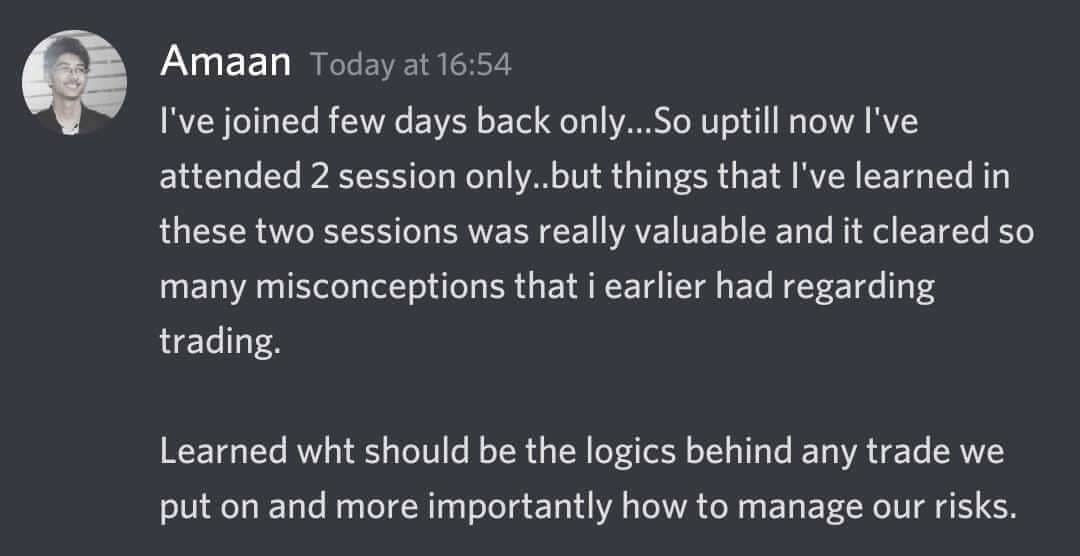 Amaan Today at 16:54
I've joined few days back only...So uptill now I've
attended 2 session only..but things that I've learned in
these two sessions was really valuable and it cleared so
many misconceptions that i earlier had regarding
trading.
Learned wht should be the logics behind any trade we
put on and more importantly how to manage our risks.